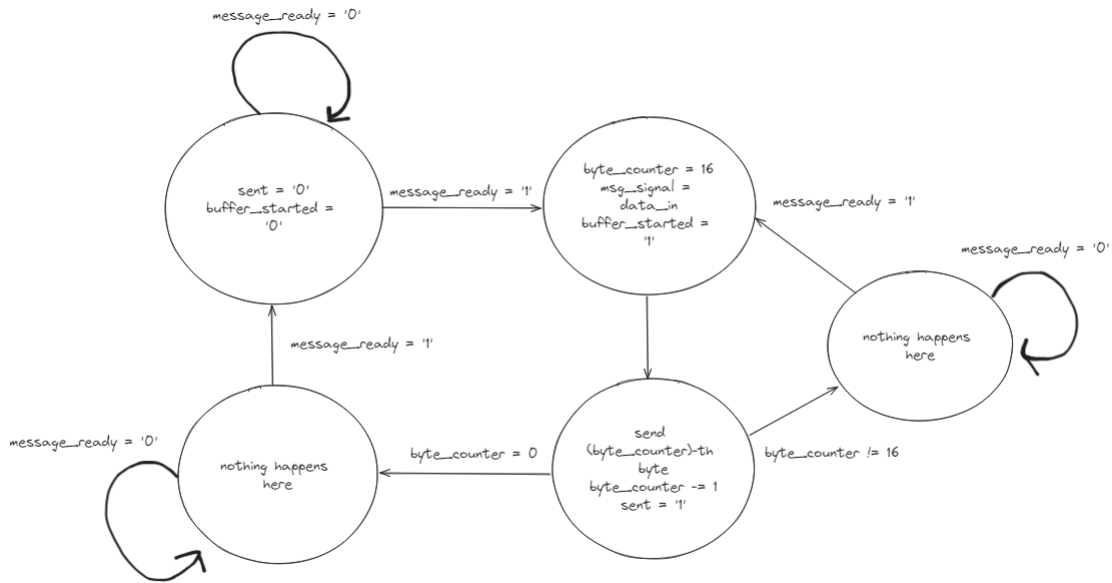 message_ready = '0'
sent = '0'
buffer_started =
'0'
message_ready = '1'
byte_counter = 16
msg_signal =
data_in
buffer_started =
'1'
message_ready = '1'
message_ready = '0'
nothing happens
here
message_ready = '1'
message_ready = '0'
nothing happens
here
byte_counter = 0
send
(byte_counter)-th
byte
byte_counter -= 1
sent = '1'
byte_counter != 16